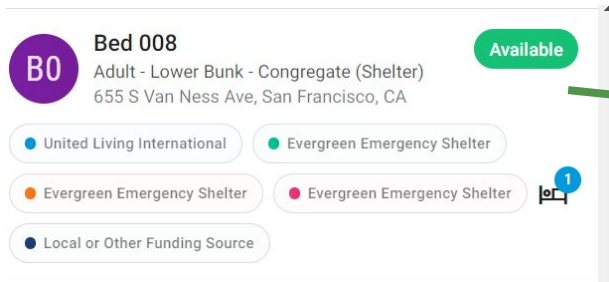 B0
Bed 008
Available
Adult - Lower Bunk - Congregate (Shelter)
655 S Van Ness Ave, San Francisco, CA
United Living International
Evergreen Emergency Shelter
Evergreen Emergency Shelter
Evergreen Emergency Shelter
1
Local or Other Funding Source